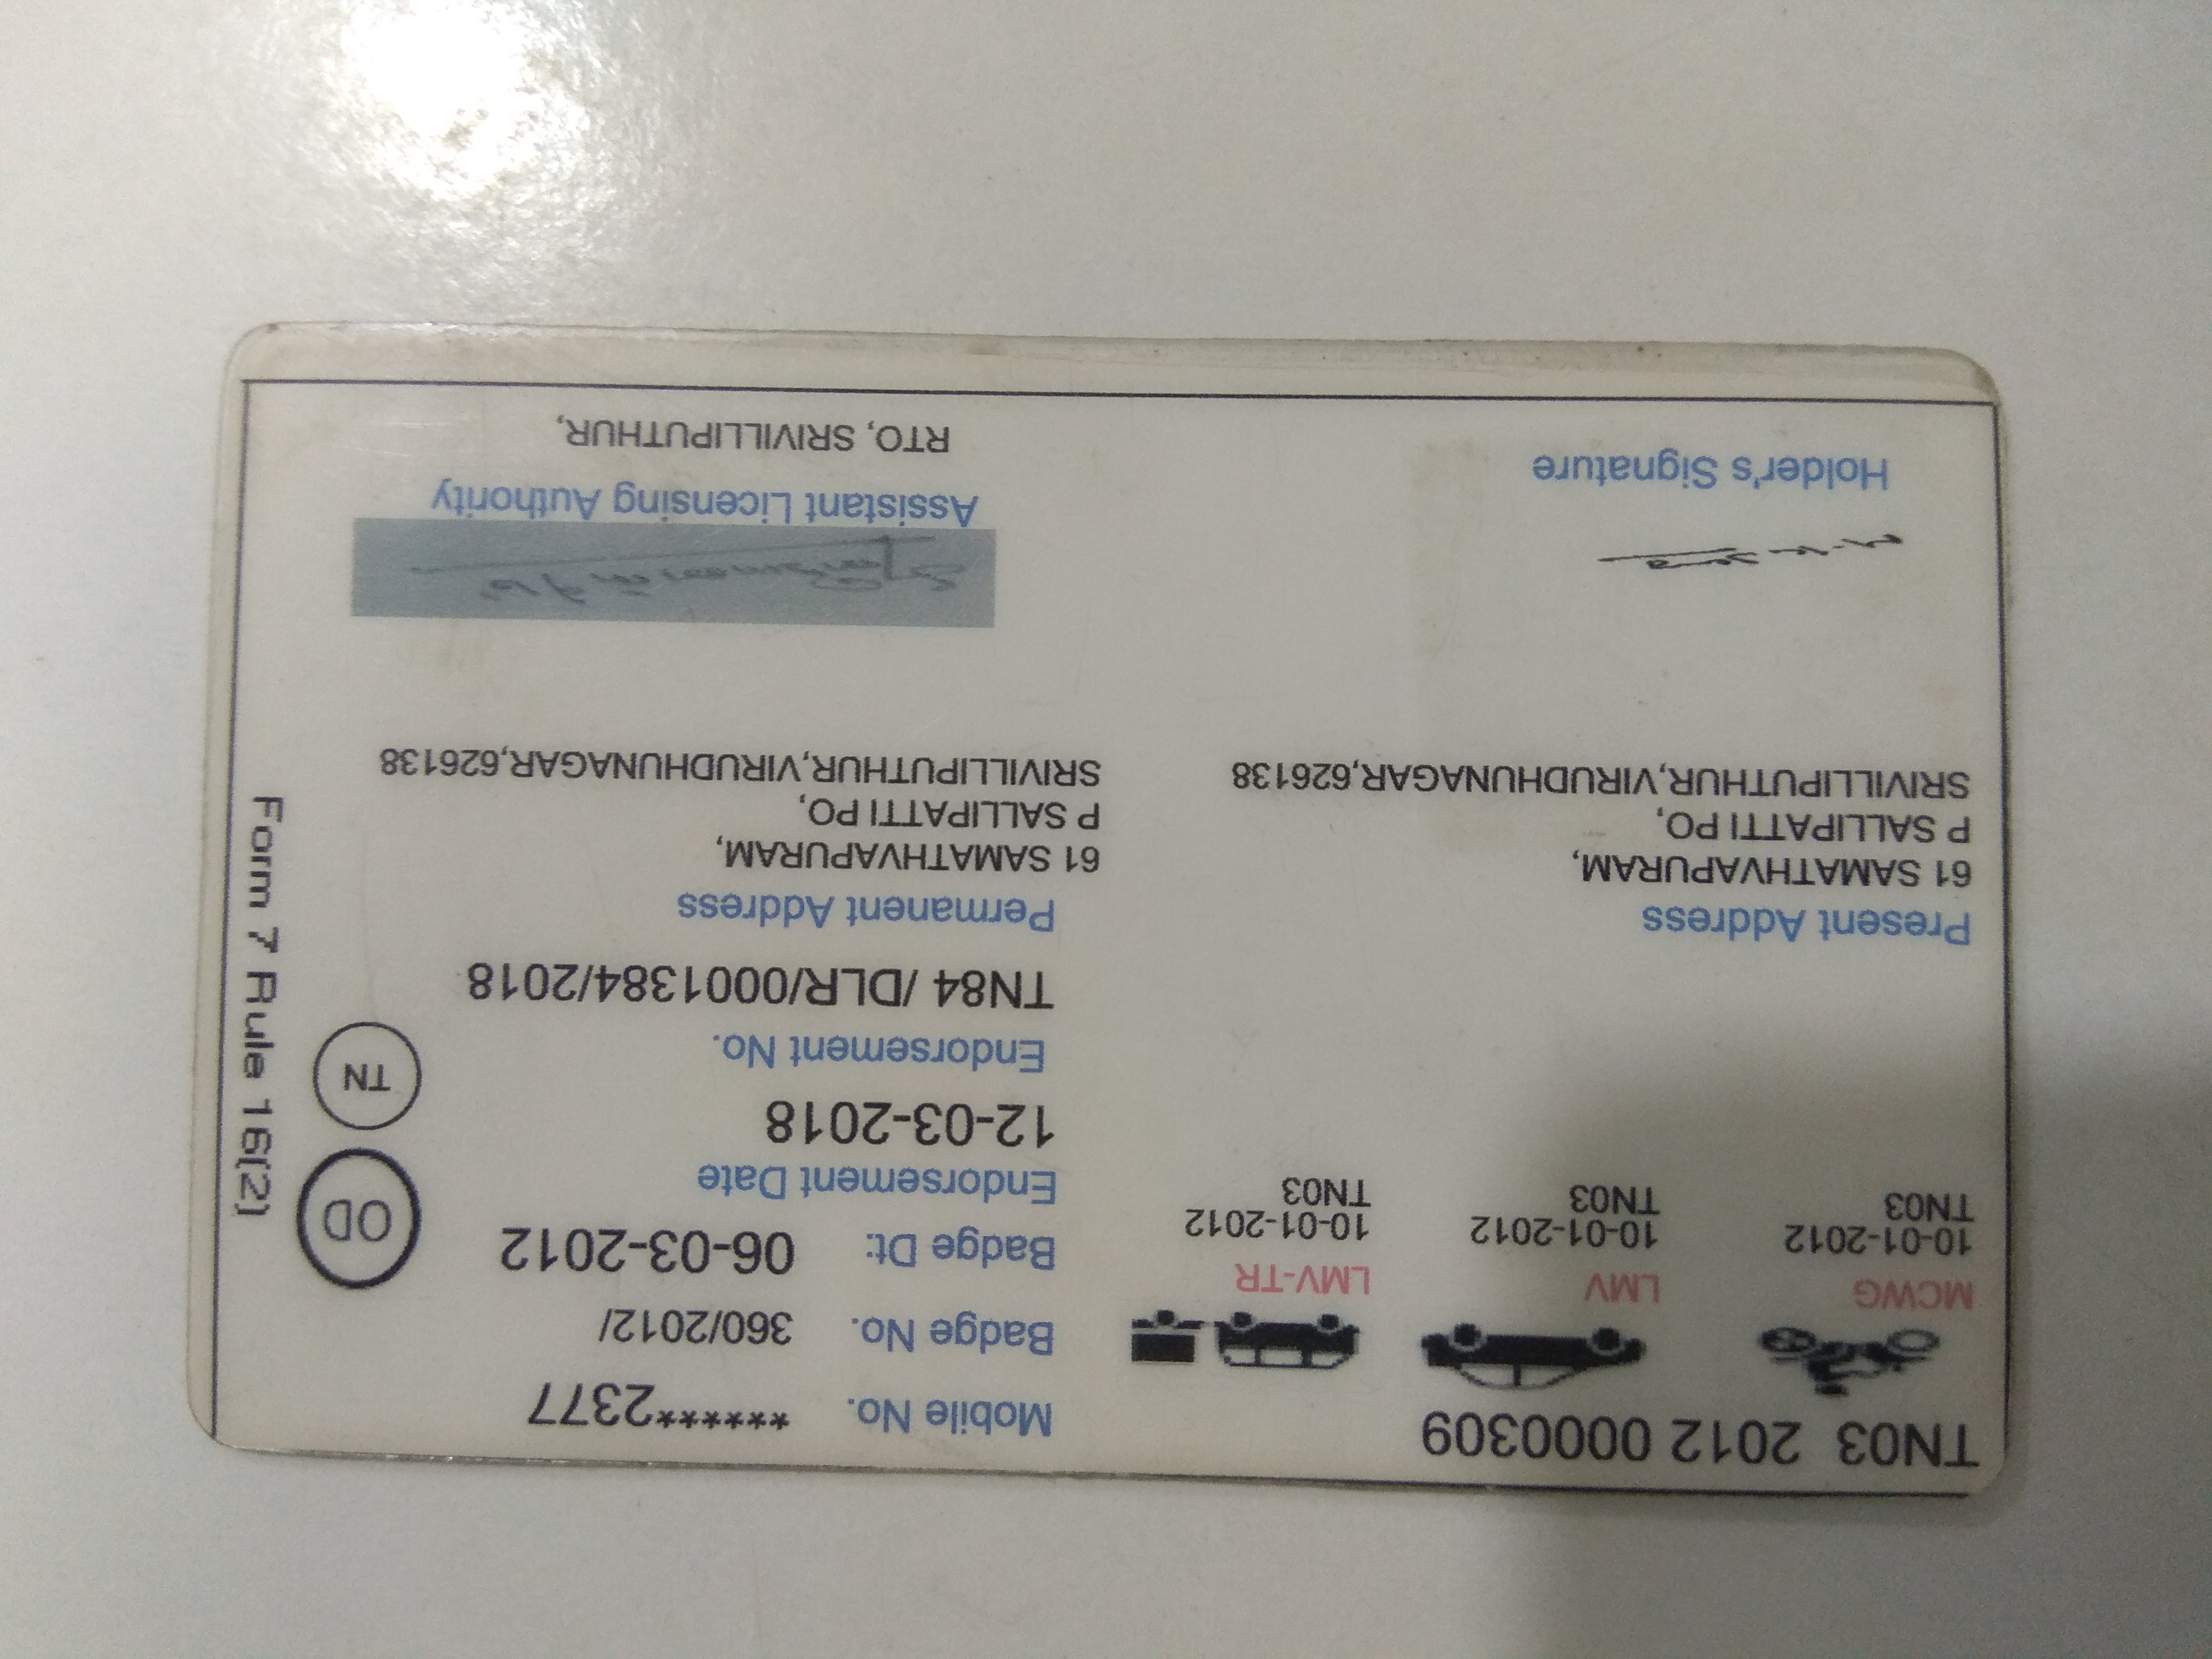 TN03 2012 0000309
MCWG
10-01-2012
TN03
LMV
10-01-2012
TN03
LMV-TR
10-01-2012
TN03
Mobile No. ******2377
Badge No. 360/2012/
Badge Dt: 06-03-2012
Endorsement Date
12-03-2018
Endorsement No.
TN84 /DLR/0001384/2018
OD
TN
Form 7 Rule 16(2)
Present Address
61 SAMATHVAPURAM,
P SALLIPATTI PO,
SRIVILLIPUTHUR,VIRUDHUNAGAR,626138
Permanent Address
61 SAMATHVAPURAM,
P SALLIPATTI PO,
SRIVILLIPUTHUR,VIRUDHUNAGAR,626138
Holder's Signature
Assistant Licensing Authority
RTO, SRIVILLIPUTHUR,